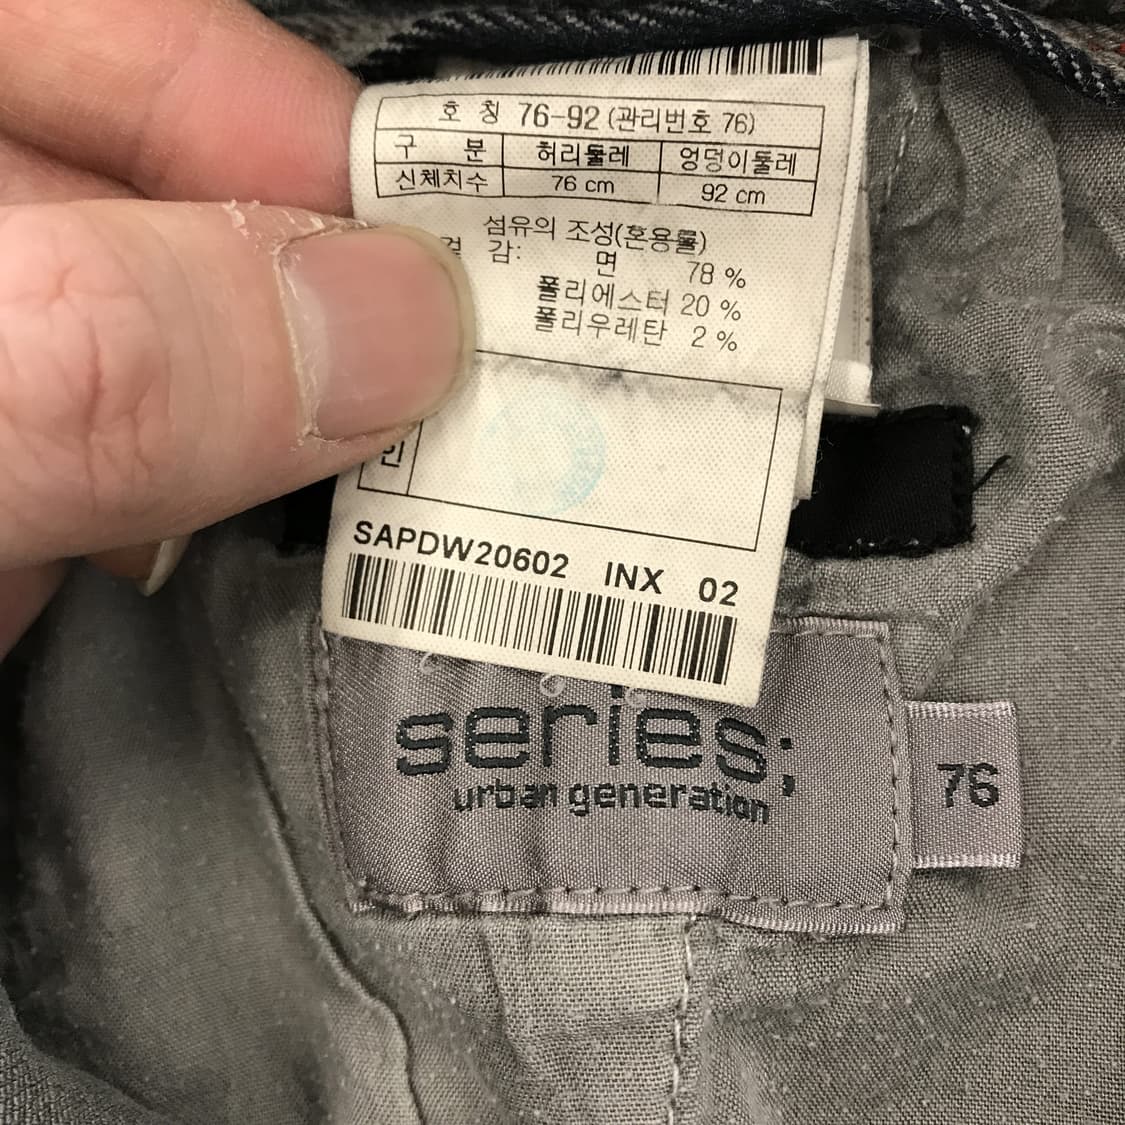 호 칭 76-92 (관리번호 76)
구 분 허리둘레 엉덩이둘레
신체치수 76 cm 92 cm
섬유의 조성(혼용률)
겉 감: 면 78 %
폴리에스터 20 %
폴리우레탄 2 %
인
SAPDW20602 INX 02
series;
urban generation
76